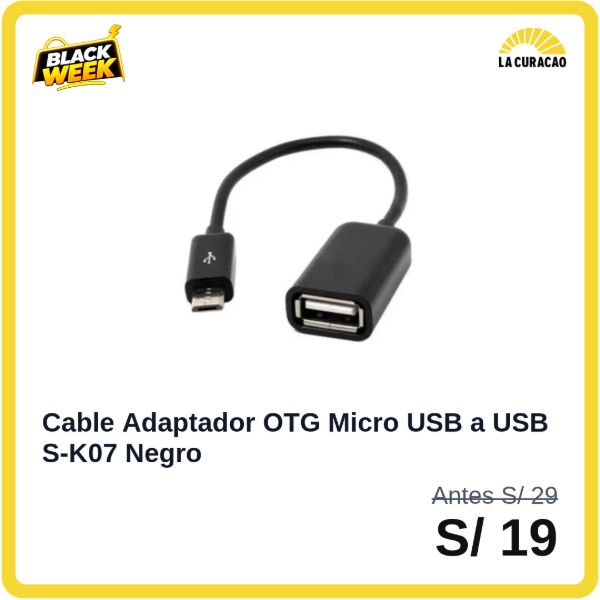 BLACK
WEEK
LA CURACAO
Cable Adaptador OTG Micro USB a USB
S-K07 Negro
Antes S/ 29
S/ 19